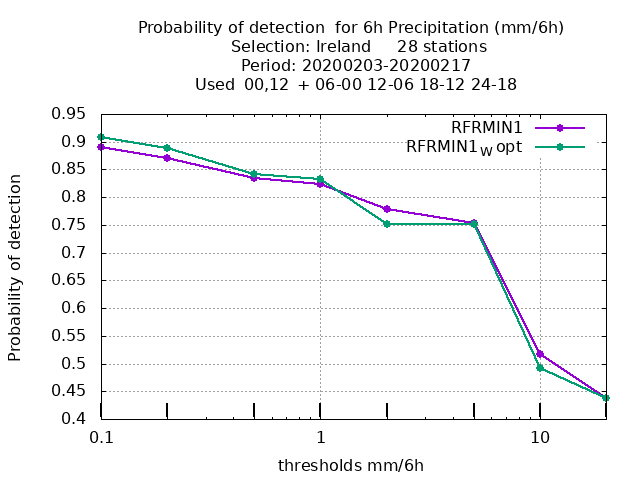 Probability of detection  for 6h Precipitation (mm/6h)
Selection: Ireland     28 stations
Period: 20200203-20200217
Used  00,12  + 06-00 12-06 18-12 24-18
RFRMIN1
RFRMIN1W opt
0.95
0.9
0.85
0.8
0.75
0.7
0.65
0.6
0.55
0.5
0.45
0.4
Probability of detection
0.1
1
10
thresholds mm/6h